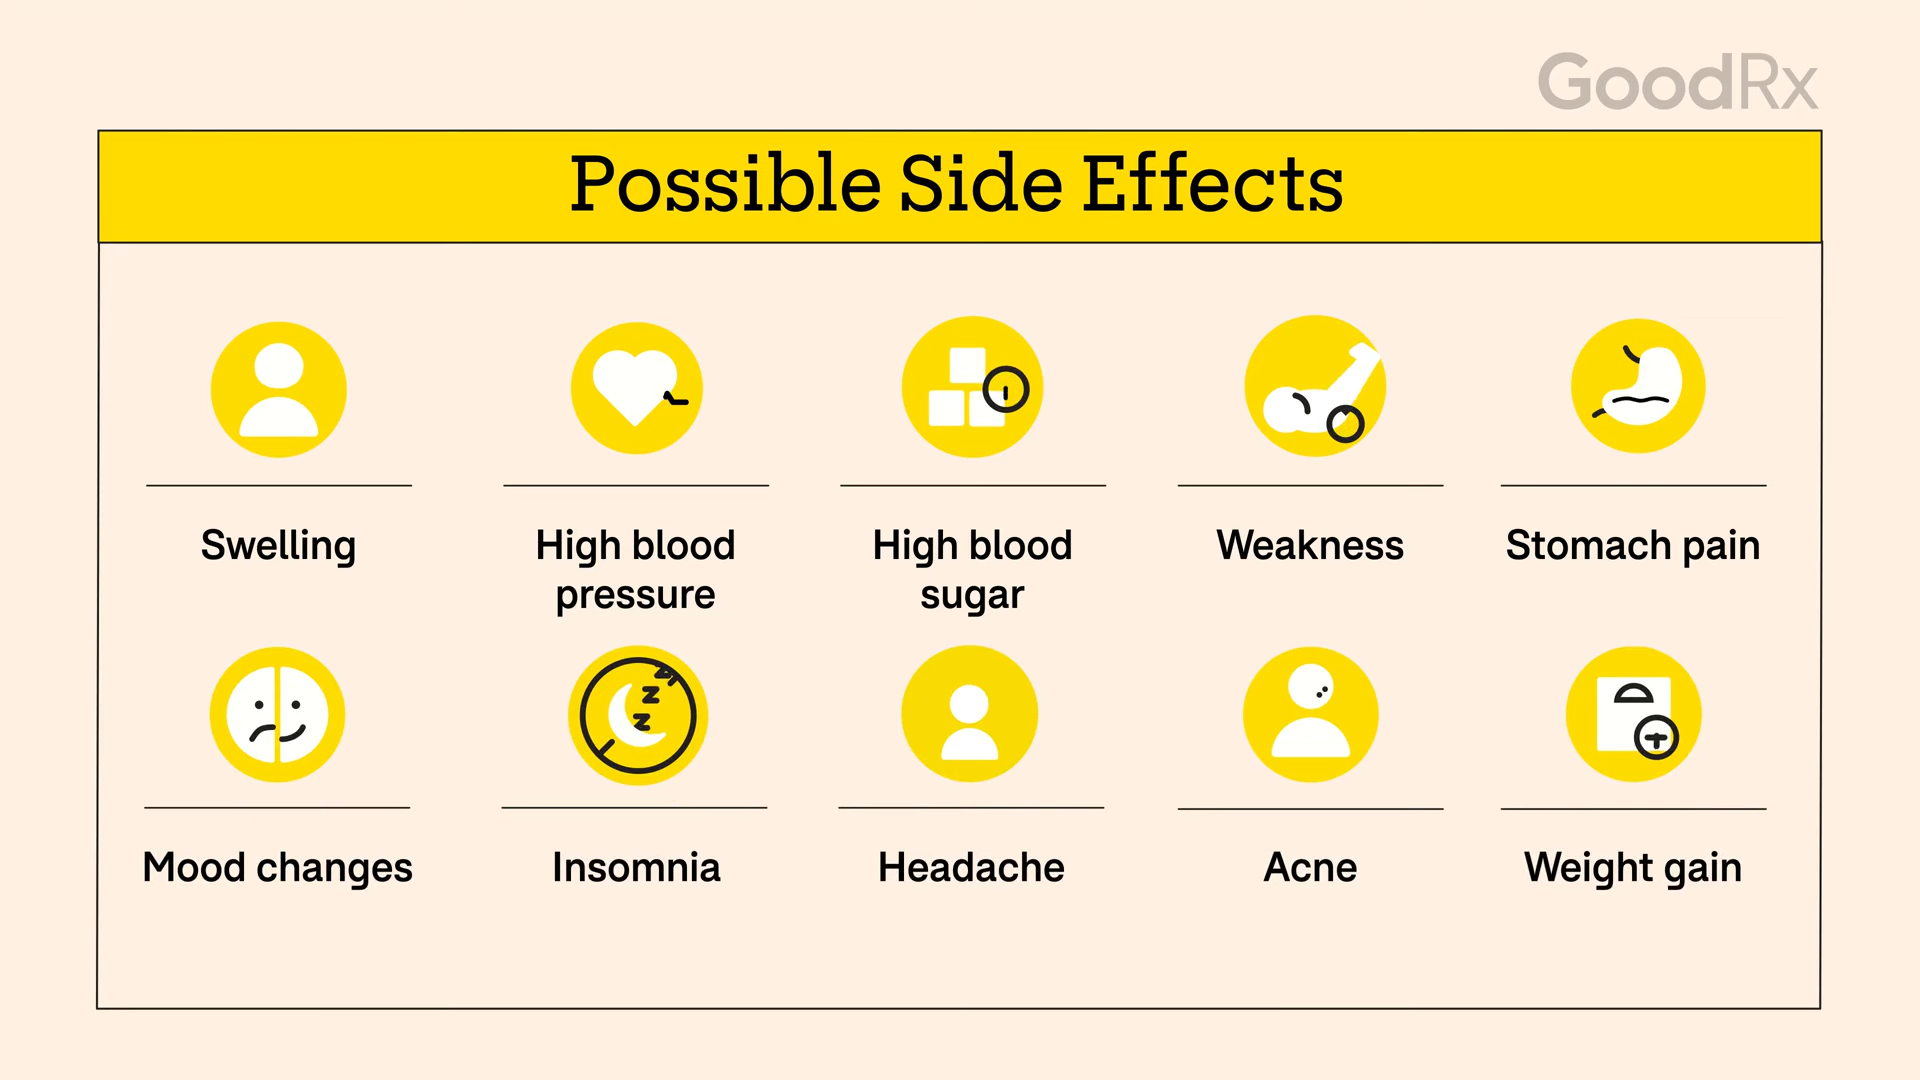 GoodRx
Possible Side Effects
Swelling
High blood
pressure
High blood
sugar
Weakness
Stomach pain
Mood changes
Insomnia
Headache
Acne
Weight gain